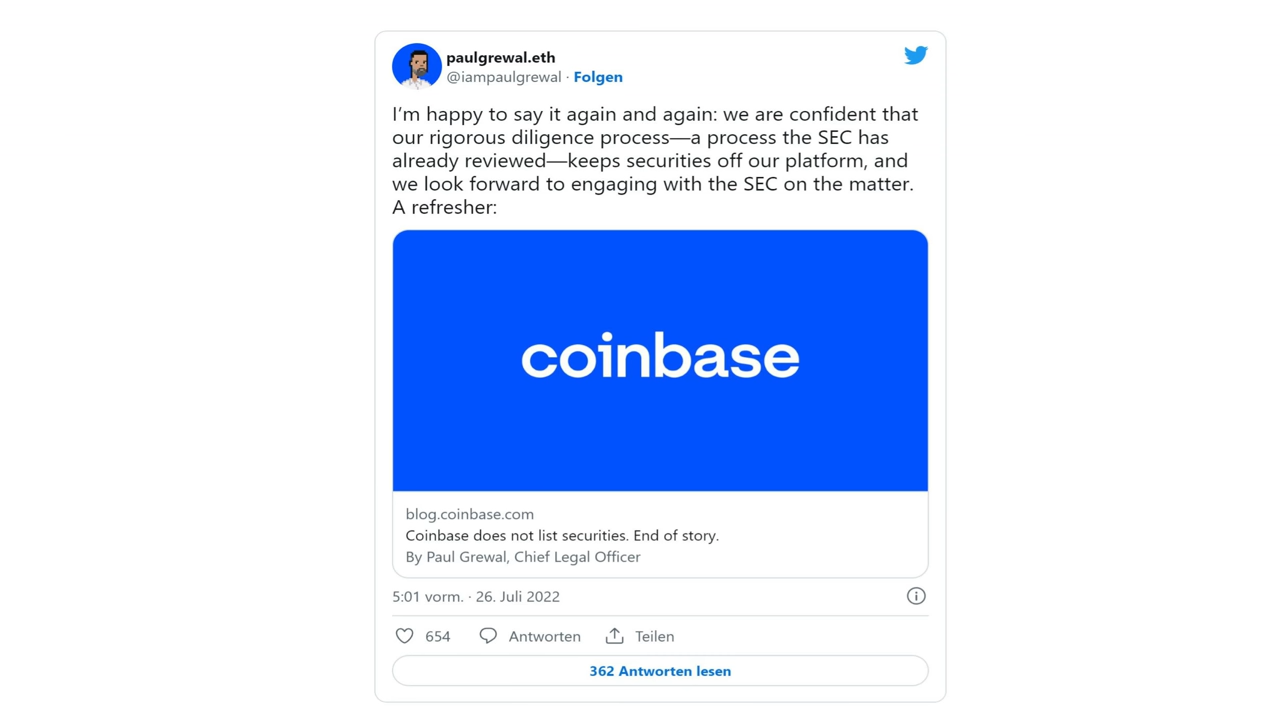 paulgrewal.eth
@iampaulgrewal · Folgen
I’m happy to say it again and again: we are confident that
our rigorous diligence process—a process the SEC has
already reviewed—keeps securities off our platform, and
we look forward to engaging with the SEC on the matter.
A refresher:
coinbase
blog.coinbase.com
Coinbase does not list securities. End of story.
By Paul Grewal, Chief Legal Officer
5:01 vorm. · 26. Juli 2022
654 Antworten Teilen
362 Antworten lesen